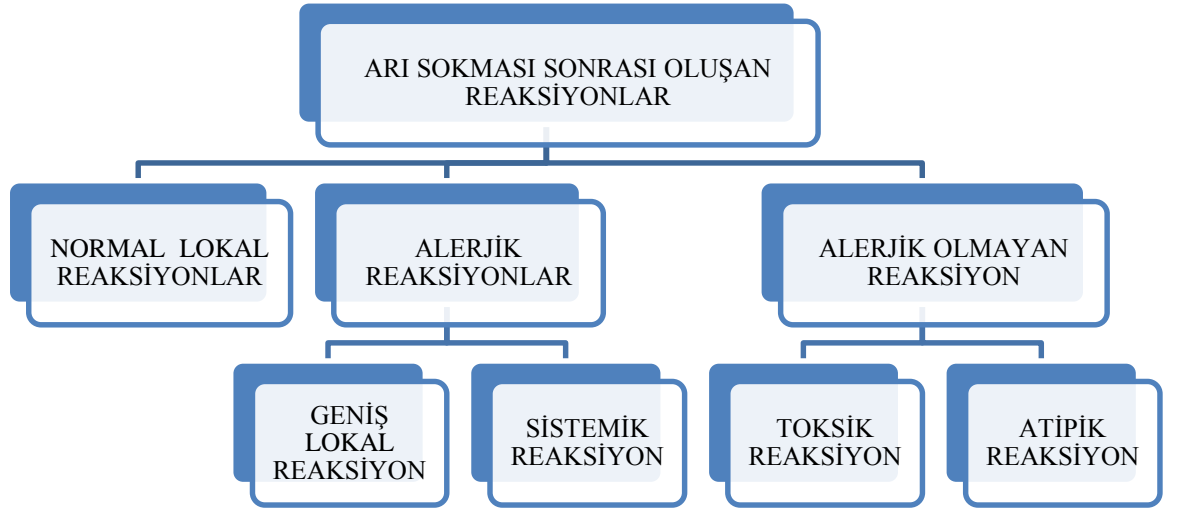 ARI SOKMASI SONRASI OLUŞAN
REAKSİYONLAR
NORMAL LOKAL
REAKSİYONLAR
ALERJİK
REAKSİYONLAR
ALERJİK OLMAYAN
REAKSİYON
GENİŞ
LOKAL
REAKSİYON
SİSTEMİK
REAKSİYON
TOKSİK
REAKSİYON
ATİPİK
REAKSİYON